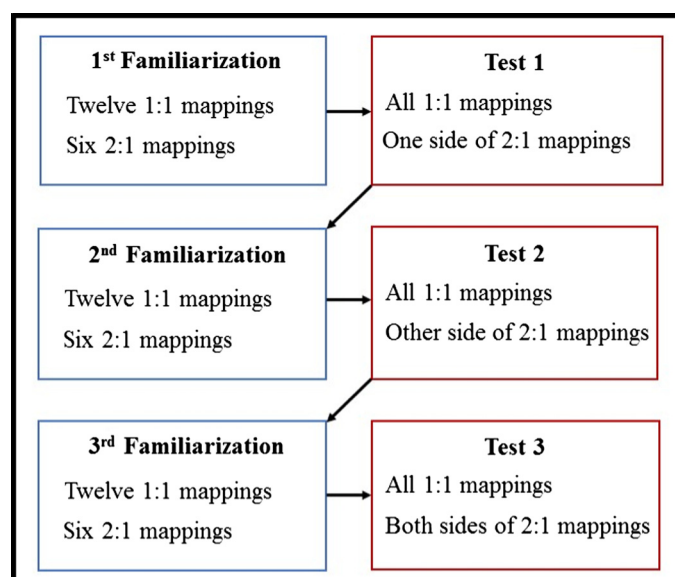 1st Familiarization
Twelve 1:1 mappings
Six 2:1 mappings
Test 1
All 1:1 mappings
One side of 2:1 mappings
2nd Familiarization
Twelve 1:1 mappings
Six 2:1 mappings
Test 2
All 1:1 mappings
Other side of 2:1 mappings
3rd Familiarization
Twelve 1:1 mappings
Six 2:1 mappings
Test 3
All 1:1 mappings
Both sides of 2:1 mappings